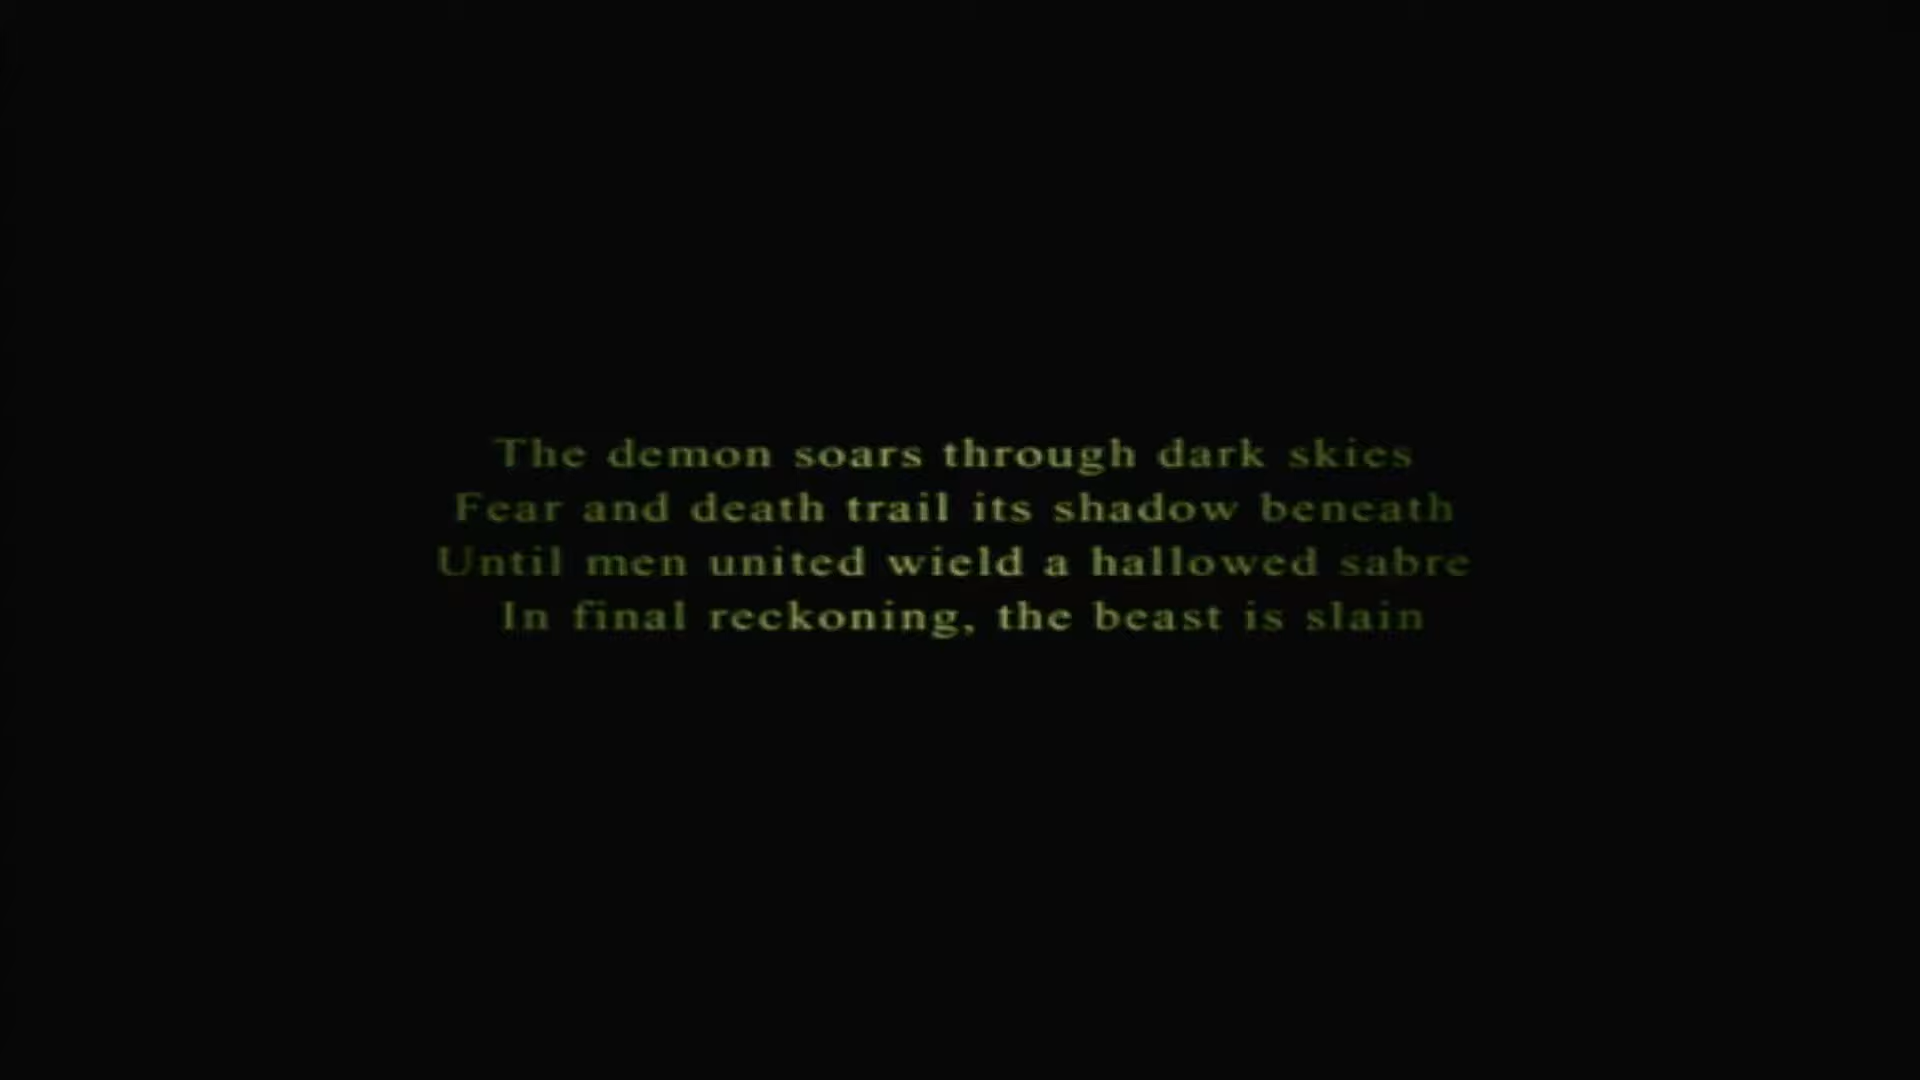 The demon soars through dark skies
Fear and death trail its shadow beneath
Until men united wield a hallowed sabre
In final reckoning, the beast is slain